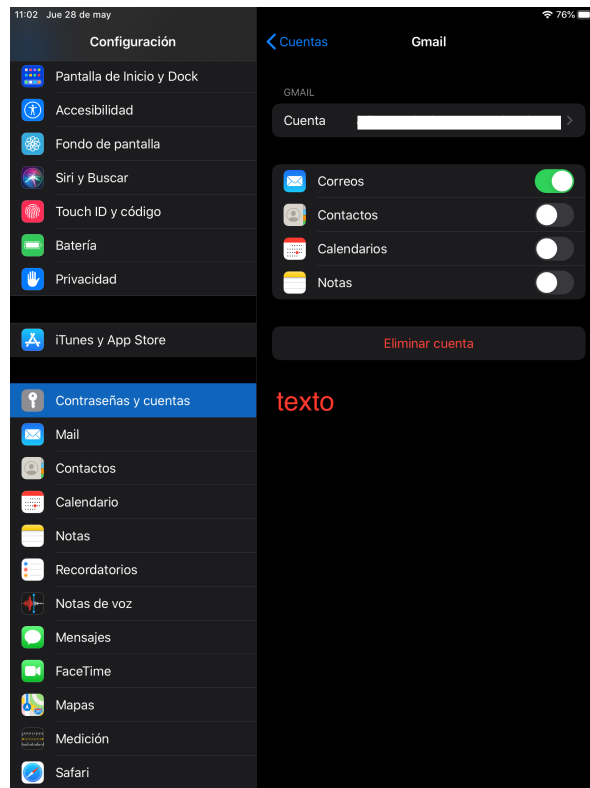 11:02 Jue 28 de may
76%
Configuración
Pantalla de Inicio y Dock
Accesibilidad
Fondo de pantalla
Siri y Buscar
Touch ID y código
Batería
Privacidad
iTunes y App Store
Contraseñas y cuentas
Mail
Contactos
Calendario
Notas
Recordatorios
Notas de voz
Mensajes
FaceTime
Mapas
Medición
Safari
Cuentas
Gmail
GMAIL
Cuenta
Correos
Contactos
Calendarios
Notas
Eliminar cuenta
texto